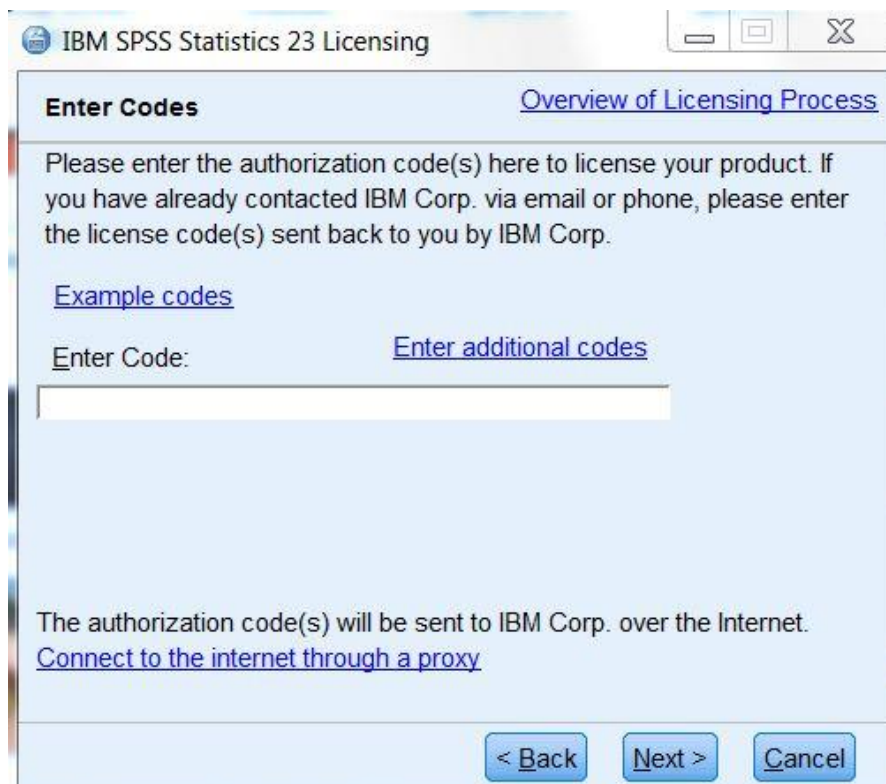 IBM SPSS Statistics 23 Licensing
Enter Codes
Overview of Licensing Process
Please enter the authorization code(s) here to license your product. If
you have already contacted IBM Corp. via email or phone, please enter
the license code(s) sent back to you by IBM Corp.
Example codes
Enter Code:
Enter additional codes
The authorization code(s) will be sent to IBM Corp. over the Internet.
Connect to the internet through a proxy
< Back
Next >
Cancel